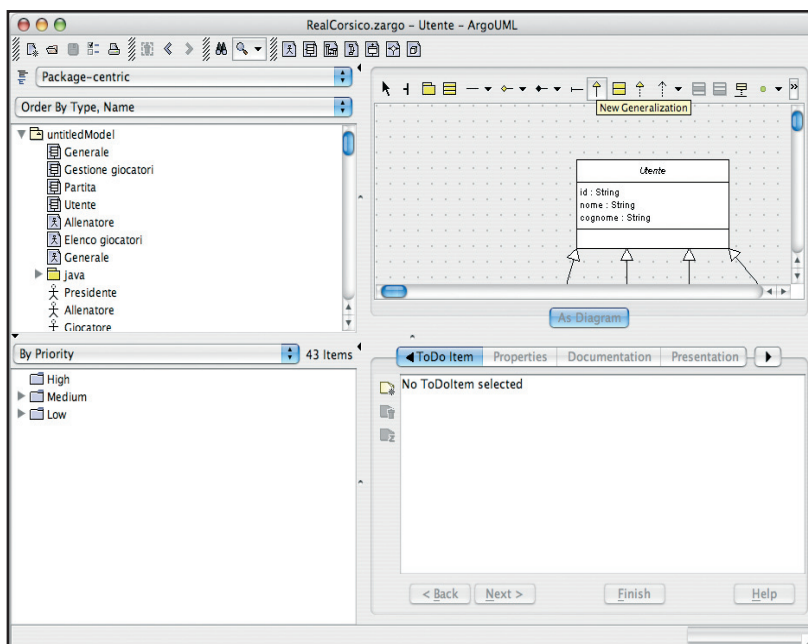 RealCorsico.zargo – Utente – ArgoUML
Package-centric
Order By Type, Name
untitledModel
Generale
Gestione giocatori
Partita
Utente
Allenatore
Elenco giocatori
Generale
java
Presidente
Allenatore
Giocatore
New Generalization
Utente
id : String
nome : String
cognome : String
As Diagram
By Priority
43 Items
High
Medium
Low
ToDo Item
Properties
Documentation
Presentation
No ToDoItem selected
< Back
Next >
Finish
Help